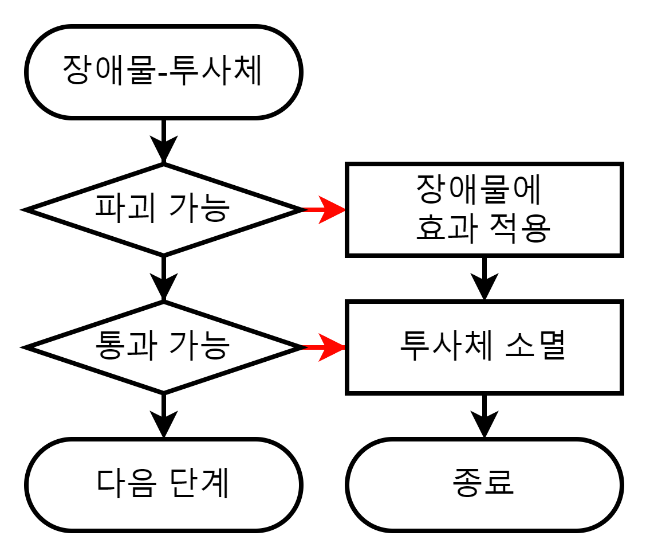 장애물-투사체
파괴 가능
장애물에
효과 적용
통과 가능
투사체 소멸
다음 단계
종료